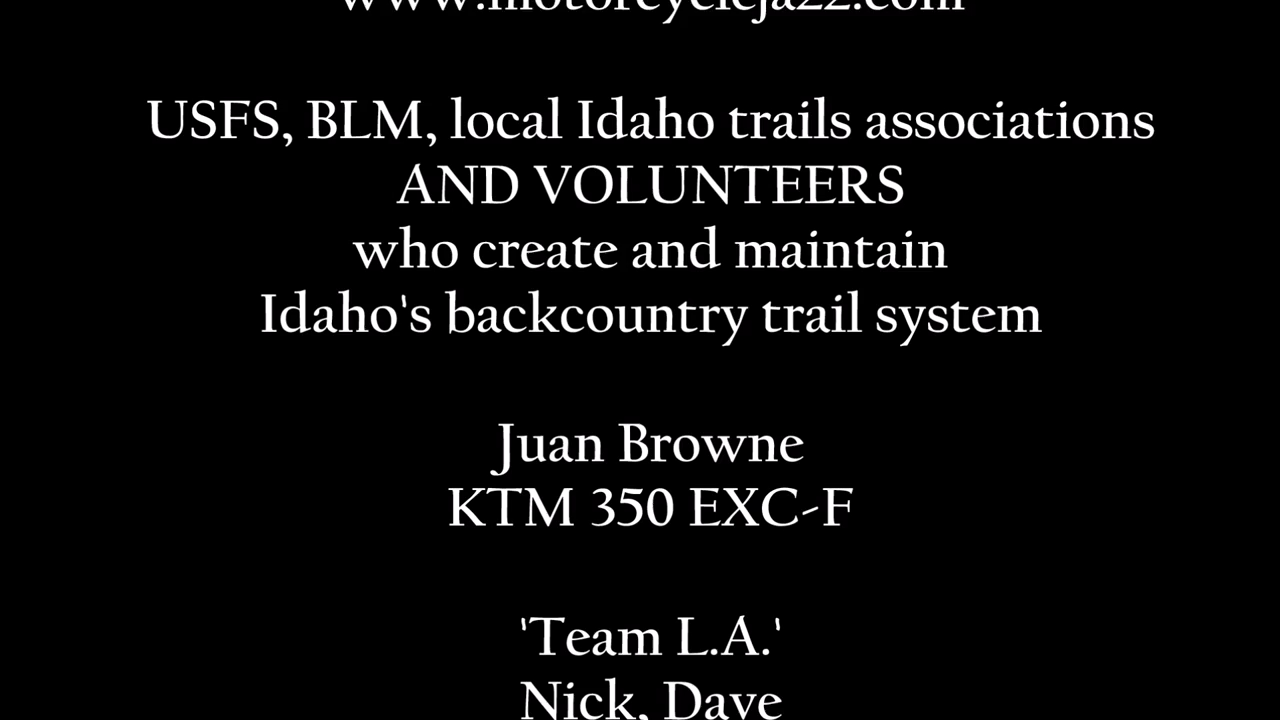 www.motorcyclejazz.com
USFS, BLM, local Idaho trails associations
AND VOLUNTEERS
who create and maintain
Idaho's backcountry trail system
Juan Browne
KTM 350 EXC-F
'Team L.A.'
Nick, Dave